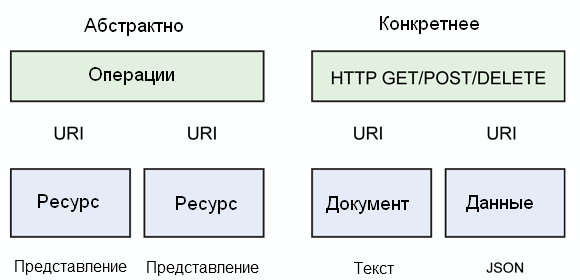 Абстрактно Конкретнее
Операции HTTP GET/POST/DELETE
URI URI URI URI
Ресурс Ресурс Документ Данные
Представление Представление Текст JSON